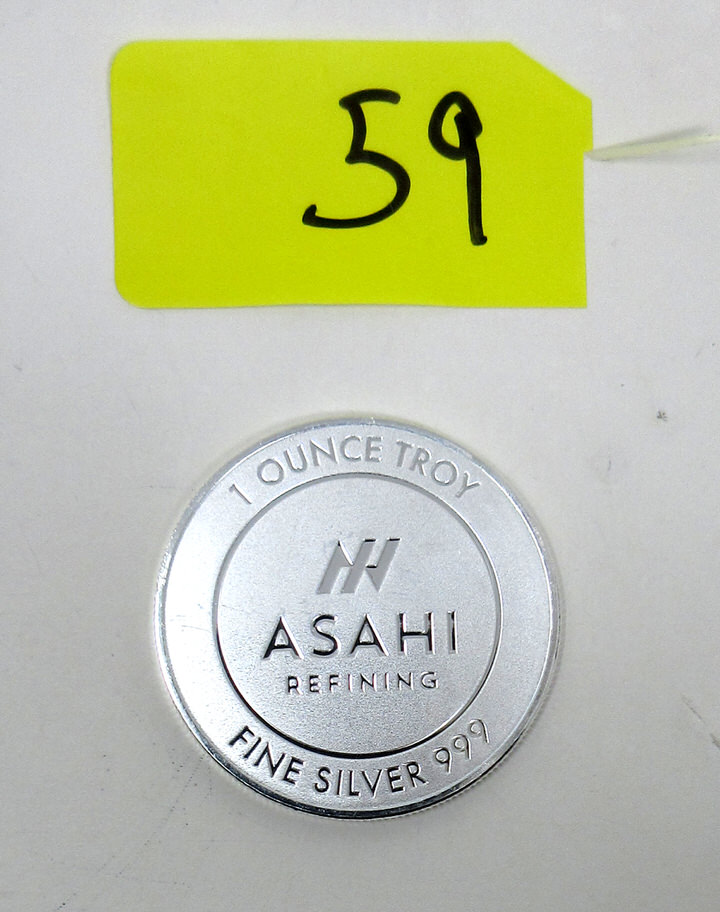 59
1 OUNCE TROY
ASAHI
REFINING
FINE SILVER 999